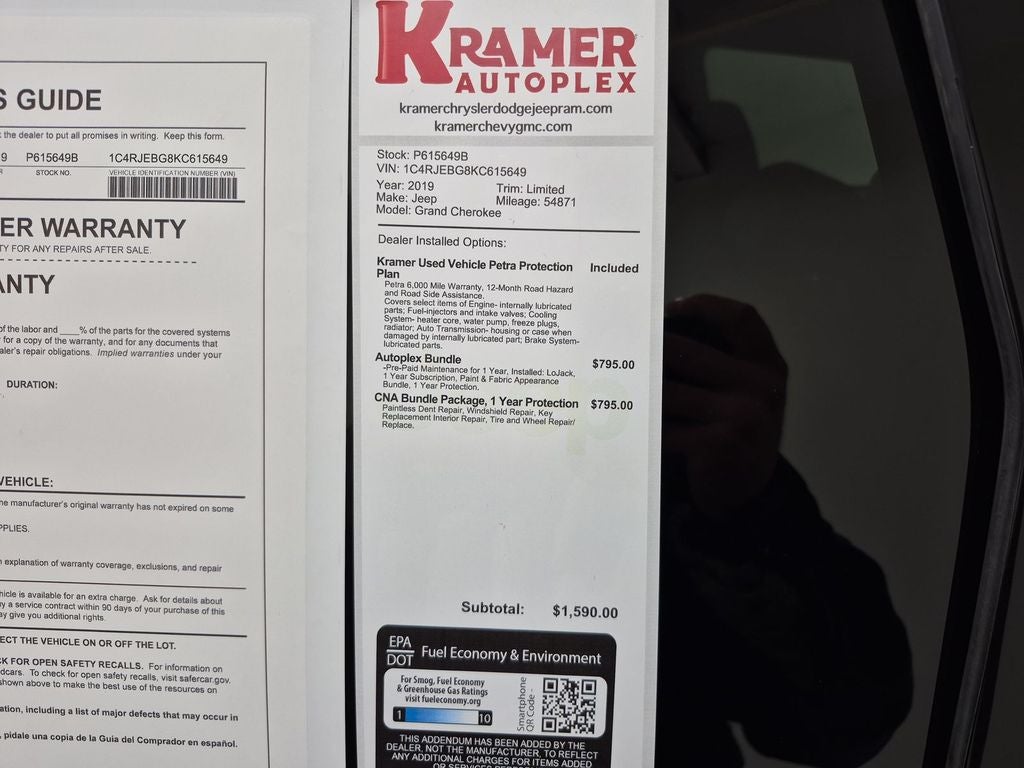 S GUIDE
the dealer to put all promises in writing. Keep this form.
9 P615649B 1C4RJEBG8KC615649
STOCK NO. VEHICLE IDENTIFICATION NUMBER (VIN)
ER WARRANTY
TY FOR ANY REPAIRS AFTER SALE.
ANTY
of the labor and ____% of the parts for the covered systems
for a copy of the warranty, and for any documents that
aler's repair obligations. Implied warranties under your
DURATION:
VEHICLE:
he manufacturer's original warranty has not expired on some
PPLIES.
n explanation of warranty coverage, exclusions, and repair
hicle is available for an extra charge. Ask for details about
y a service contract within 90 days of your purchase of this
ay give you additional rights.
ECT THE VEHICLE ON OR OFF THE LOT.
CK FOR OPEN SAFETY RECALLS. For information on
dcars. To check for open safety recalls, visit safercar.gov.
shown above to make the best use of the resources on
ation, including a list of major defects that may occur in
, pidale una copia de la Guia del Comprador en español.
KRAMER
AUTOPLEX
kramerchryslerdodgejeepram.com
kramerchevygmc.com
Stock: P615649B
VIN: 1C4RJEBG8KC615649
Year: 2019 Trim: Limited
Make: Jeep Mileage: 54871
Model: Grand Cherokee
Dealer Installed Options:
Kramer Used Vehicle Petra Protection Included
Plan
Petra 6,000 Mile Warranty, 12-Month Road Hazard
and Road Side Assistance.
Covers select items of Engine- internally lubricated
parts; Fuel-injectors and intake valves; Cooling
System- heater core, water pump, freeze plugs,
radiator; Auto Transmission- housing or case when
damaged by internally lubricated part; Brake System-
lubricated parts.
Autoplex Bundle $795.00
-Pre-Paid Maintenance for 1 Year, Installed: LoJack,
1 Year Subscription, Paint & Fabric Appearance
Bundle, 1 Year Protection.
CNA Bundle Package, 1 Year Protection $795.00
Paintless Dent Repair, Windshield Repair, Key
Replacement Interior Repair, Tire and Wheel Repair/
Replace.
Subtotal: $1,590.00
EPA
DOT Fuel Economy & Environment
For Smog, Fuel Economy
& Greenhouse Gas Ratings
visit fueleconomy.org
1 10
Smartphone
QR Code -
THIS ADDENDUM HAS BEEN ADDED BY THE
DEALER, NOT THE MANUFACTURER, TO REFLECT
ANY ADDITIONAL CHARGES FOR ITEMS ADDED